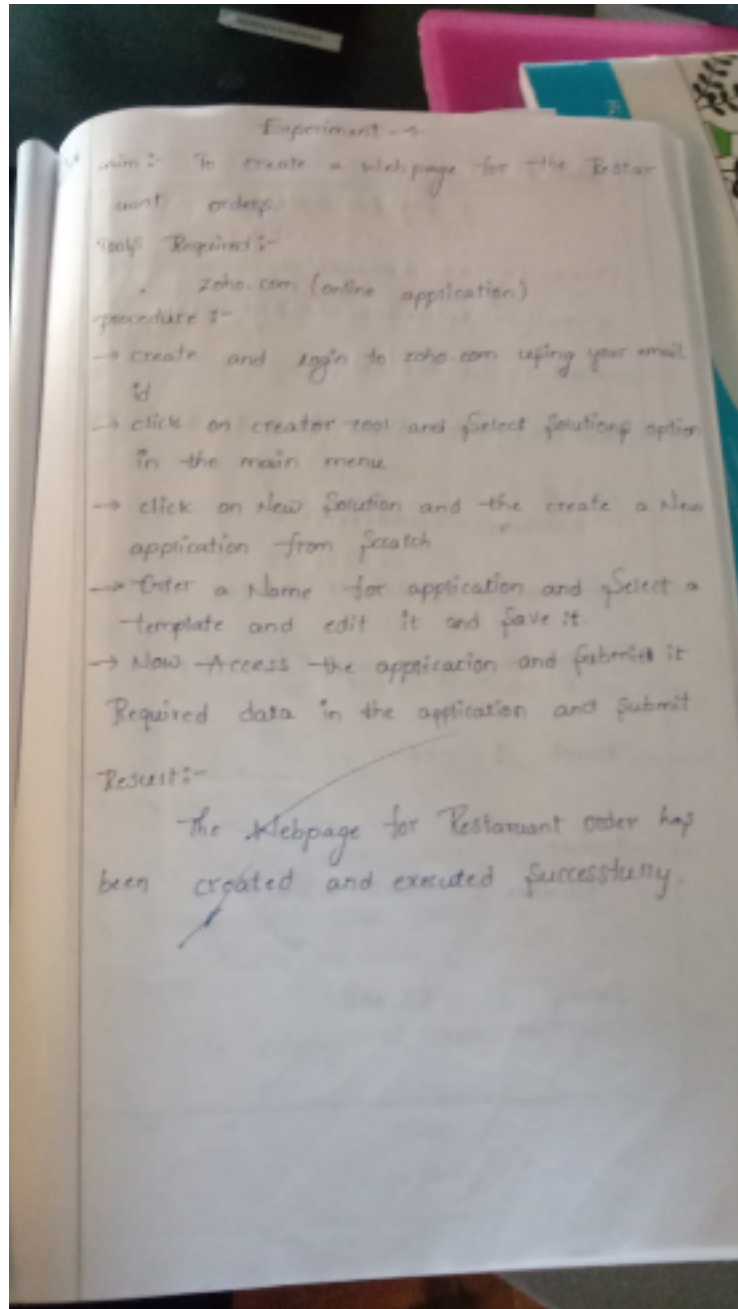 Experiment - 4
Aim :- To create a Webpage for the Restar
uant orders.
Tools Required :-
. zoho.com (online application)
procedure :-
→ create and login to zoho.com using your email
id
→ click on creator tool and Select Solutions option
in the main menu
→ click on New Solution and the create a New
application from Scratch
→ Enter a Name for application and Select a
template and edit it and Save it.
→ Now Access the application and it
Required data in the application and Submit
Result :-
The Webpage for Restaruant order has
been created and executed Successfully.